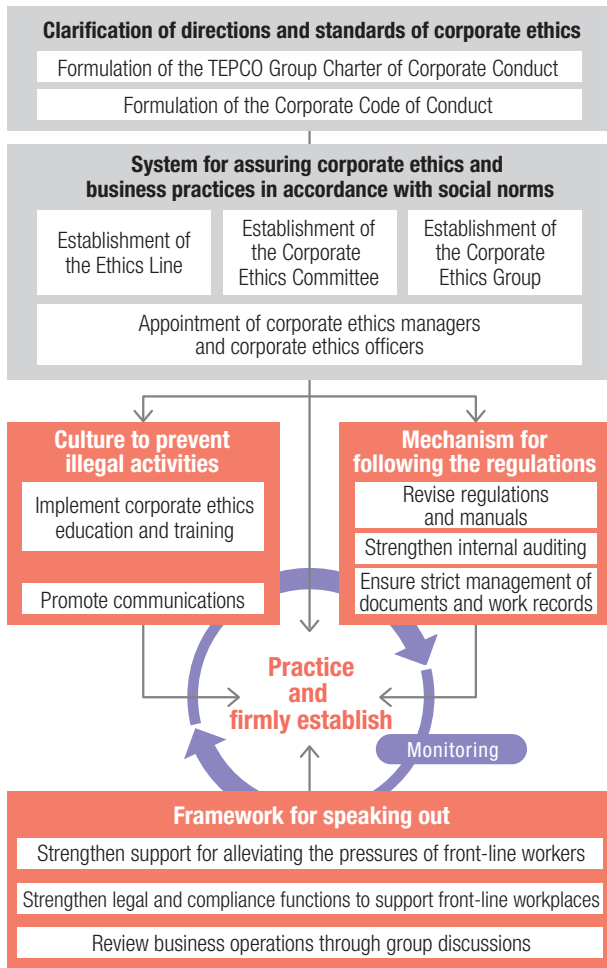 Clarification of directions and standards of corporate ethics
Formulation of the TEPCO Group Charter of Corporate Conduct
Formulation of the Corporate Code of Conduct
System for assuring corporate ethics and
business practices in accordance with social norms
Establishment of
the Ethics Line
Establishment of
the Corporate
Ethics Committee
Establishment of
the Corporate
Ethics Group
Appointment of corporate ethics managers
and corporate ethics officers
Culture to prevent
illegal activities
Implement corporate ethics
education and training
Promote communications
Mechanism for
following the regulations
Revise regulations
and manuals
Strengthen internal auditing
Ensure strict management of
documents and work records
Practice
and
firmly establish
Monitoring
Framework for speaking out
Strengthen support for alleviating the pressures of front-line workers
Strengthen legal and compliance functions to support front-line workplaces
Review business operations through group discussions